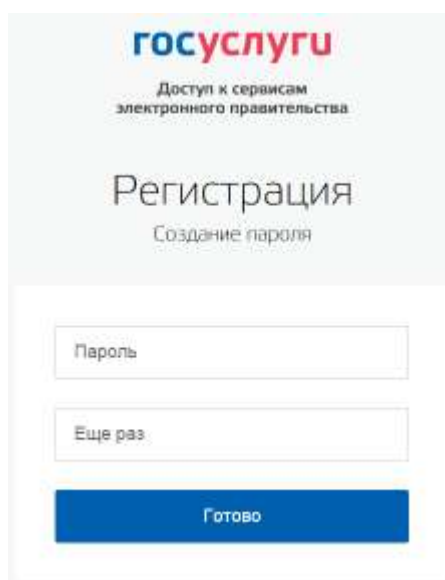 госуслуги
Доступ к сервисам
электронного правительства
Регистрация
Создание пароля
Пароль
Еще раз
Готово